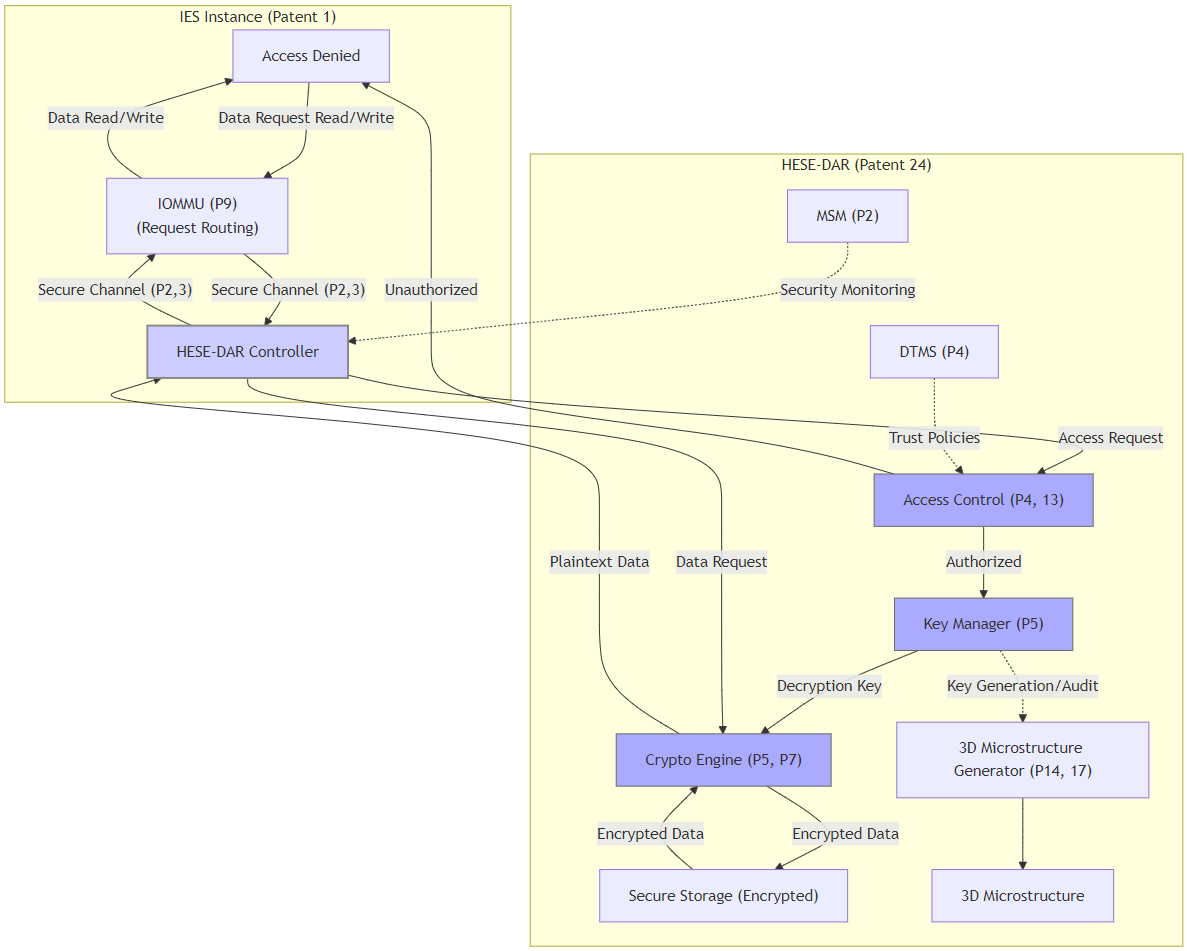 IES Instance (Patent 1)
Access Denied
Data Read/Write
Data Request Read/Write
HESE-DAR (Patent 24)
IOMMU (P9)
(Request Routing)
MSM (P2)
Secure Channel (P2,3)
Secure Channel (P2,3)
Unauthorized
Security Monitoring
HESE-DAR Controller
DTMS (P4)
Trust Policies
Access Request
Access Control (P4, 13)
Plaintext Data
Data Request
Authorized
Key Manager (P5)
Decryption Key
Key Generation/Audit
Crypto Engine (P5, P7)
3D Microstructure
Generator (P14, 17)
Encrypted Data
Encrypted Data
Secure Storage (Encrypted)
3D Microstructure